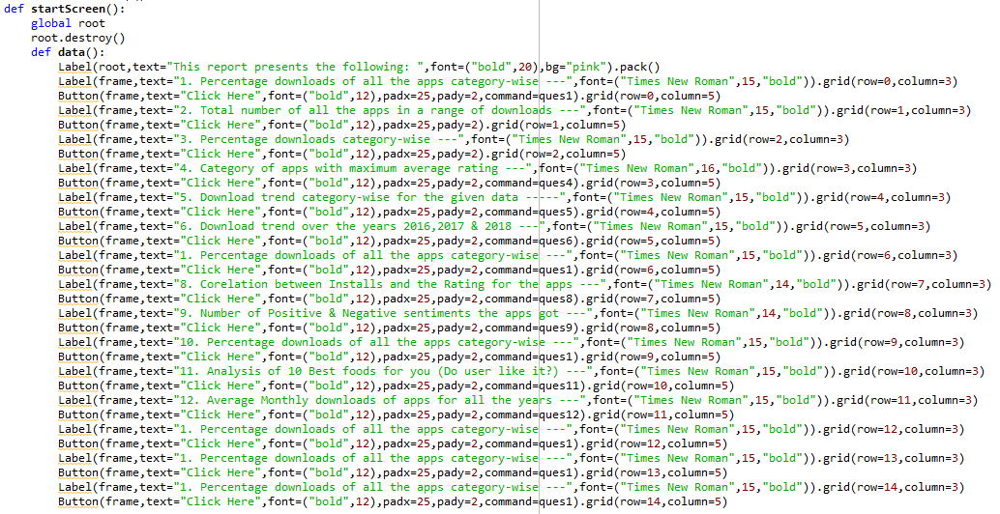 def startScreen():
    global root
    root.destroy()
    def data():
        Label(root,text="This report presents the following: ",font=("bold",20),bg="pink").pack()
        Label(frame,text="1. Percentage downloads of all the apps category-wise ---",font=("Times New Roman",15,"bold")).grid(row=0,column=3)
        Button(frame,text="Click Here",font=("bold",12),padx=25,pady=2,command=ques1).grid(row=0,column=5)
        Label(frame,text="2. Total number of all the apps in a range of downloads ---",font=("Times New Roman",15,"bold")).grid(row=1,column=3)
        Button(frame,text="Click Here",font=("bold",12),padx=25,pady=2).grid(row=1,column=5)
        Label(frame,text="3. Percentage downloads category-wise ---",font=("Times New Roman",15,"bold")).grid(row=2,column=3)
        Button(frame,text="Click Here",font=("bold",12),padx=25,pady=2).grid(row=2,column=5)
        Label(frame,text="4. Category of apps with maximum average rating ---",font=("Times New Roman",16,"bold")).grid(row=3,column=3)
        Button(frame,text="Click Here",font=("bold",12),padx=25,pady=2,command=ques4).grid(row=3,column=5)
        Label(frame,text="5. Download trend category-wise for the given data -----",font=("Times New Roman",15,"bold")).grid(row=4,column=3)
        Button(frame,text="Click Here",font=("bold",12),padx=25,pady=2,command=ques5).grid(row=4,column=5)
        Label(frame,text="6. Download trend over the years 2016,2017 & 2018 ---",font=("Times New Roman",15,"bold")).grid(row=5,column=3)
        Button(frame,text="Click Here",font=("bold",12),padx=25,pady=2,command=ques6).grid(row=5,column=5)
        Label(frame,text="1. Percentage downloads of all the apps category-wise ---",font=("Times New Roman",15,"bold")).grid(row=6,column=3)
        Button(frame,text="Click Here",font=("bold",12),padx=25,pady=2,command=ques1).grid(row=6,column=5)
        Label(frame,text="8. Corelation between Installs and the Rating for the apps ---",font=("Times New Roman",14,"bold")).grid(row=7,column=3)
        Button(frame,text="Click Here",font=("bold",12),padx=25,pady=2,command=ques8).grid(row=7,column=5)
        Label(frame,text="9. Number of Positive & Negative sentiments the apps got ---",font=("Times New Roman",14,"bold")).grid(row=8,column=3)
        Button(frame,text="Click Here",font=("bold",12),padx=25,pady=2,command=ques9).grid(row=8,column=5)
        Label(frame,text="10. Percentage downloads of all the apps category-wise ---",font=("Times New Roman",15,"bold")).grid(row=9,column=3)
        Button(frame,text="Click Here",font=("bold",12),padx=25,pady=2,command=ques1).grid(row=9,column=5)
        Label(frame,text="11. Analysis of 10 Best foods for you (Do user like it?) ---",font=("Times New Roman",15,"bold")).grid(row=10,column=3)
        Button(frame,text="Click Here",font=("bold",12),padx=25,pady=2,command=ques11).grid(row=10,column=5)
        Label(frame,text="12. Average Monthly downloads of apps for all the years ---",font=("Times New Roman",15,"bold")).grid(row=11,column=3)
        Button(frame,text="Click Here",font=("bold",12),padx=25,pady=2,command=ques12).grid(row=11,column=5)
        Label(frame,text="1. Percentage downloads of all the apps category-wise ---",font=("Times New Roman",15,"bold")).grid(row=12,column=3)
        Button(frame,text="Click Here",font=("bold",12),padx=25,pady=2,command=ques1).grid(row=12,column=5)
        Label(frame,text="1. Percentage downloads of all the apps category-wise ---",font=("Times New Roman",15,"bold")).grid(row=13,column=3)
        Button(frame,text="Click Here",font=("bold",12),padx=25,pady=2,command=ques1).grid(row=13,column=5)
        Label(frame,text="1. Percentage downloads of all the apps category-wise ---",font=("Times New Roman",15,"bold")).grid(row=14,column=3)
        Button(frame,text="Click Here",font=("bold",12),padx=25,pady=2,command=ques1).grid(row=14,column=5)